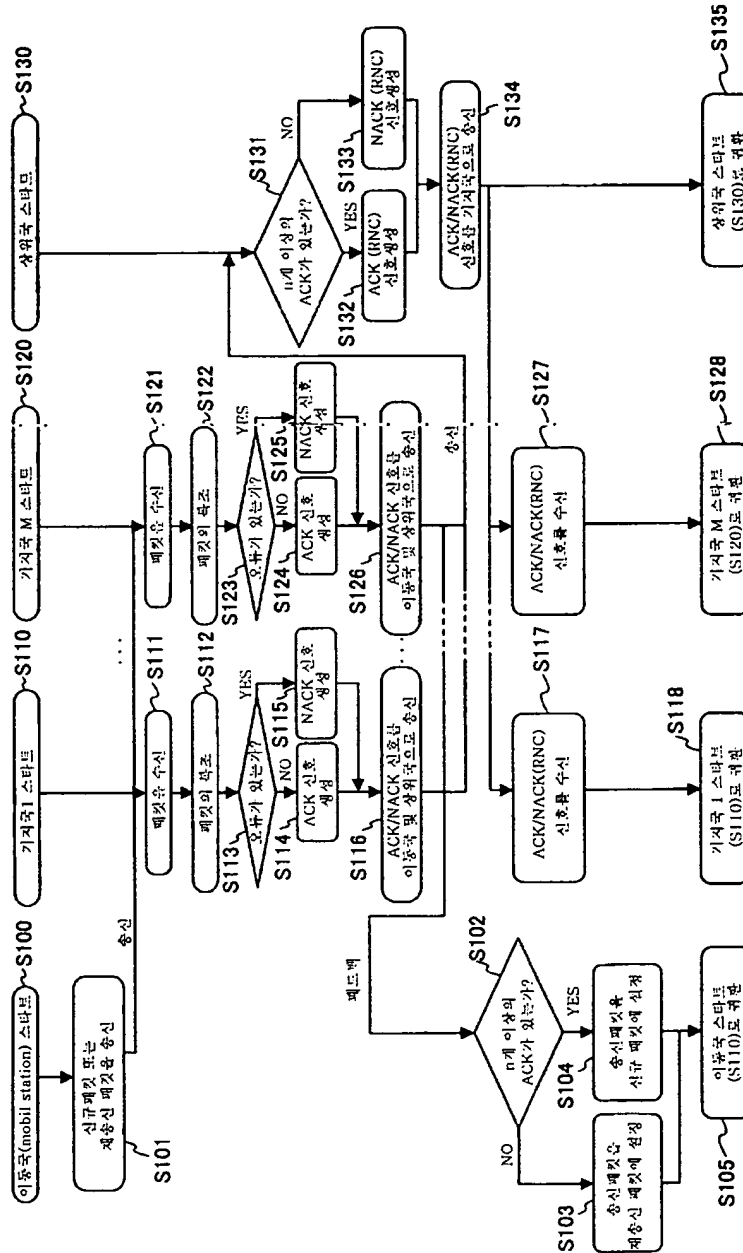 이동국(mobil station) 스타트
S100
신규패킷 또는
재송신 패킷을 송신
S101
송신
기지국1 스타트
S110
패킷을 수신
S111
패킷의 복조
S112
오류가 있는가?
S113
YES
NO
ACK 신호
생성
S114
NACK 신호
생성
S115
ACK/NACK 신호를
이동국 및 상위국으로 송신
S116
...
기지국 M 스타트
S120
패킷을 수신
S121
패킷의 복조
S122
오류가 있는가?
S123
YES
NO
ACK 신호
생성
S124
NACK 신호
생성
S125
ACK/NACK 신호를
이동국 및 상위국으로 송신
S126
...
송신
상위국 스타트
S130
n개 이상의
ACK가 있는가?
S131
NO
YES
ACK (RNC)
신호생성
S132
NACK (RNC)
신호생성
S133
ACK/NACK(RNC)
신호를 기지국으로 송신
S134
피드백
n개 이상의
ACK가 있는가?
S102
NO
YES
송신패킷을
재송신 패킷에 설정
S103
송신패킷을
신규 패킷에 설정
S104
이동국 스타트
(S110)로 귀환
S105
ACK/NACK(RNC)
신호를 수신
S117
기지국 1 스타트
(S110)로 귀환
S118
ACK/NACK(RNC)
신호를 수신
S127
기지국 M 스타트
(S120)로 귀환
S128
상위국 스타트
(S130)로 귀환
S135